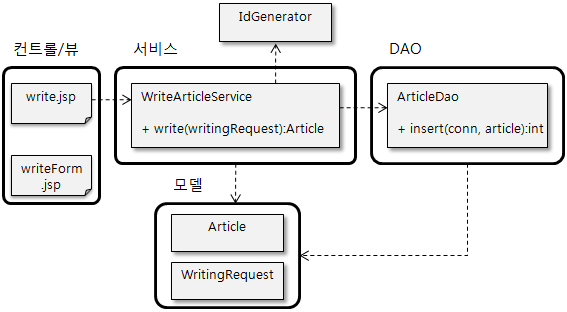 IdGenerator
컨트롤/뷰
서비스
DAO
write.jsp
WriteArticleService
+ write(writingRequest):Article
ArticleDao
+ insert(conn, article):int
writeForm
.jsp
모델
Article
WritingRequest